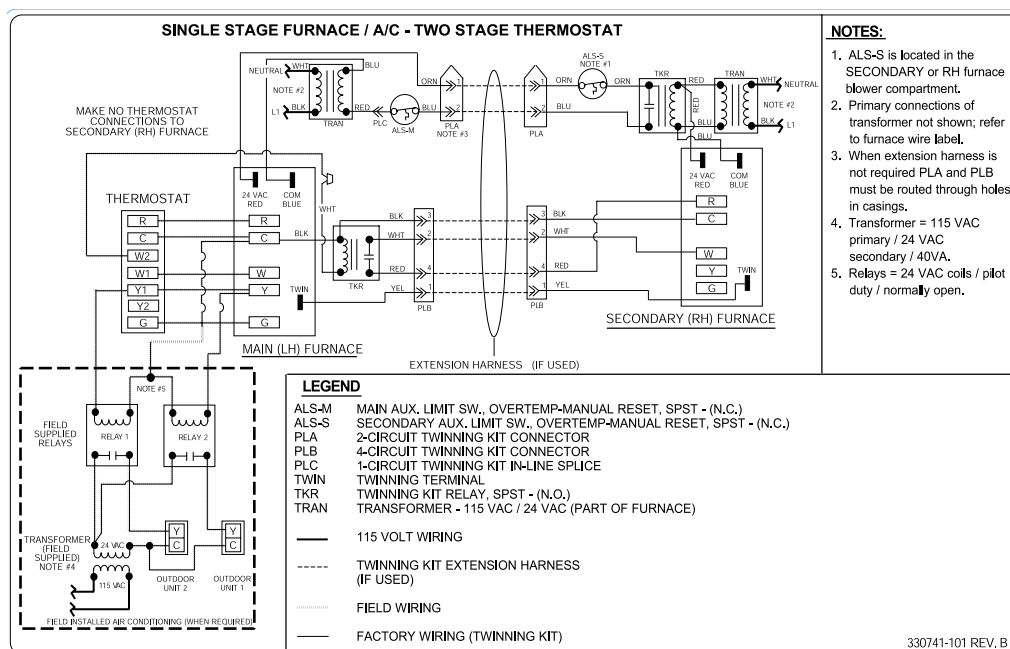 SINGLE STAGE FURNACE / A/C - TWO STAGE THERMOSTAT
NOTES:
1. ALS-S is located in the
SECONDARY or RH furnace
blower compartment.
2. Primary connections of
transformer not shown; refer
to furnace wire label.
3. When extension harness is
not required PLA and PLB
must be routed through holes
in casings.
4. Transformer = 115 VAC
primary / 24 VAC
secondary / 40VA.
5. Relays = 24 VAC coils / pilot
duty / normally open.
NEUTRAL
WHT
BLU
NOTE #2
L1
BLK
TRAN
RED
PLC
ALS-M
BLU
ORN
1
2
PLA
NOTE #3
1
2
PLA
ORN
BLU
ALS-S
NOTE #1
ORN
TKR
RED
RED
BLU
BLU
TRAN
WHT
NEUTRAL
NOTE #2
BLK
L1
MAKE NO THERMOSTAT
CONNECTIONS TO
SECONDARY (RH) FURNACE
THERMOSTAT
R
C
W2
W1
Y1
Y2
G
24 VAC
RED
COM
BLUE
R
C
W
Y
G
TWIN
MAIN (LH) FURNACE
WHT
BLK
TKR
BLK
WHT
RED
YEL
3
2
4
1
PLB
3
2
4
1
PLB
BLK
WHT
RED
YEL
24 VAC
RED
COM
BLUE
R
C
W
Y
G
TWIN
SECONDARY (RH) FURNACE
EXTENSION HARNESS (IF USED)
NOTE #5
FIELD
SUPPLIED
RELAYS
RELAY 1
RELAY 2
TRANSFORMER
(FIELD
SUPPLIED)
NOTE #4
24 VAC
115 VAC
Y
C
OUTDOOR
UNIT 2
Y
C
OUTDOOR
UNIT 1
FIELD INSTALLED AIR CONDITIONING (WHEN REQUIRED)
LEGEND
ALS-M MAIN AUX. LIMIT SW., OVERTEMP-MANUAL RESET, SPST - (N.C.)
ALS-S SECONDARY AUX. LIMIT SW., OVERTEMP-MANUAL RESET, SPST - (N.C.)
PLA 2-CIRCUIT TWINNING KIT CONNECTOR
PLB 4-CIRCUIT TWINNING KIT CONNECTOR
PLC 1-CIRCUIT TWINNING KIT IN-LINE SPLICE
TWIN TWINNING TERMINAL
TKR TWINNING KIT RELAY, SPST - (N.O.)
TRAN TRANSFORMER - 115 VAC / 24 VAC (PART OF FURNACE)
115 VOLT WIRING
TWINNING KIT EXTENSION HARNESS
(IF USED)
FIELD WIRING
FACTORY WIRING (TWINNING KIT)
330741-101 REV. B